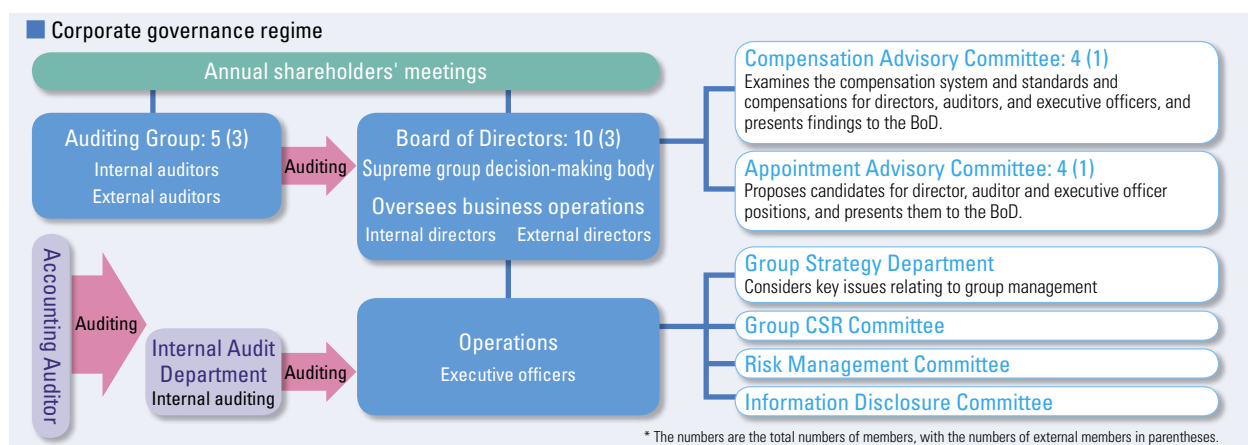 Corporate governance regime
Annual shareholders' meetings
Auditing Group: 5 (3)
Internal auditors
External auditors
Auditing
Board of Directors: 10 (3)
Supreme group decision-making body
Oversees business operations
Internal directors External directors
Compensation Advisory Committee: 4 (1)
Examines the compensation system and standards and
compensations for directors, auditors, and executive officers, and
presents findings to the BoD.
Appointment Advisory Committee: 4 (1)
Proposes candidates for director, auditor and executive officer
positions, and presents them to the BoD.
Accounting Auditor
Auditing
Internal Audit
Department
Internal auditing
Auditing
Operations
Executive officers
Group Strategy Department
Considers key issues relating to group management
Group CSR Committee
Risk Management Committee
Information Disclosure Committee
* The numbers are the total numbers of members, with the numbers of external members in parentheses.